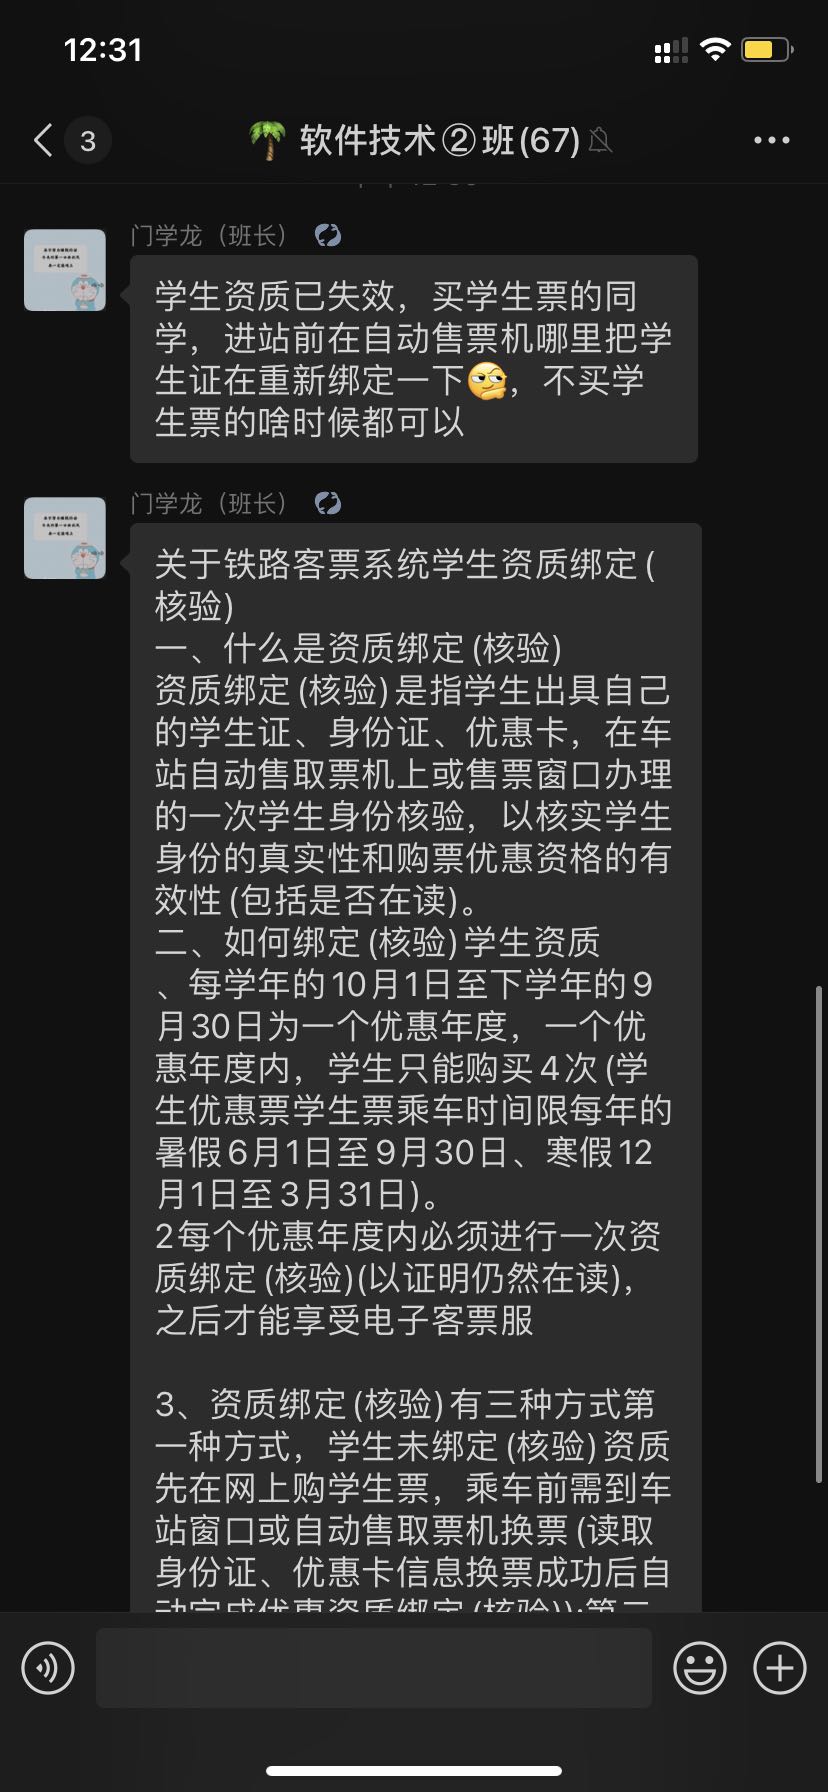 12:31
3
🌴 软件技术②班(67)
门学龙（班长）
学生资质已失效，买学生票的同
学，进站前在自动售票机哪里把学
生证在重新绑定一下🤔，不买学
生票的啥时候都可以
门学龙（班长）
关于铁路客票系统学生资质绑定(
核验)
一、什么是资质绑定(核验)
资质绑定(核验)是指学生出具自己
的学生证、身份证、优惠卡，在车
站自动售取票机上或售票窗口办理
的一次学生身份核验，以核实学生
身份的真实性和购票优惠资格的有
效性(包括是否在读)。
二、如何绑定(核验)学生资质
、每学年的10月1日至下学年的9
月30日为一个优惠年度，一个优
惠年度内，学生只能购买4次(学
生优惠票学生票乘车时间限每年的
暑假6月1日至9月30日、寒假12
月1日至3月31日)。
2每个优惠年度内必须进行一次资
质绑定(核验)(以证明仍然在读)，
之后才能享受电子客票服
3、资质绑定(核验)有三种方式第
一种方式，学生未绑定(核验)资质
先在网上购学生票，乘车前需到车
站窗口或自动售取票机换票(读取
身份证、优惠卡信息换票成功后自
动完成优惠资质绑定(核验));第二